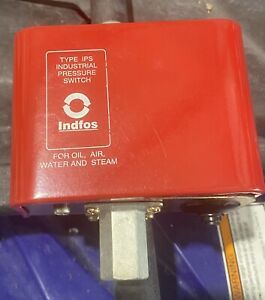 TYPE IPS
INDUSTRIAL
PRESSURE
SWITCH
Indfos
FOR OIL, AIR,
WATER AND STEAM